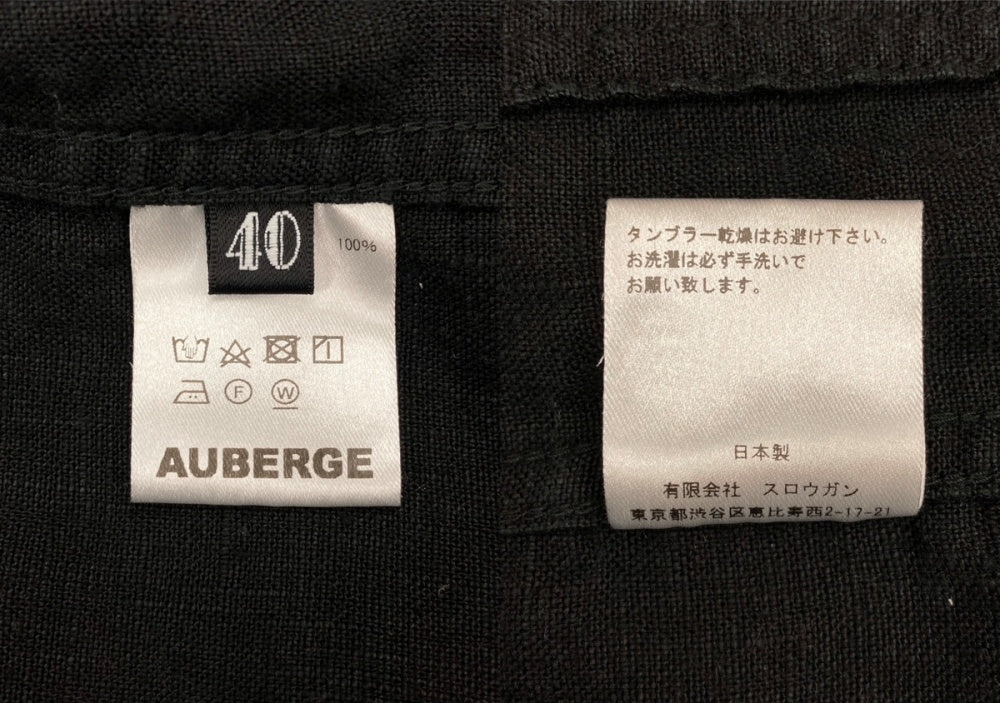 40
100%
F
W
AUBERGE
タンブラー乾燥はお避け下さい。
お洗濯は必ず手洗いで
お願い致します。
日本製
有限会社 スロウガン
東京都渋谷区恵比寿西2-17-21